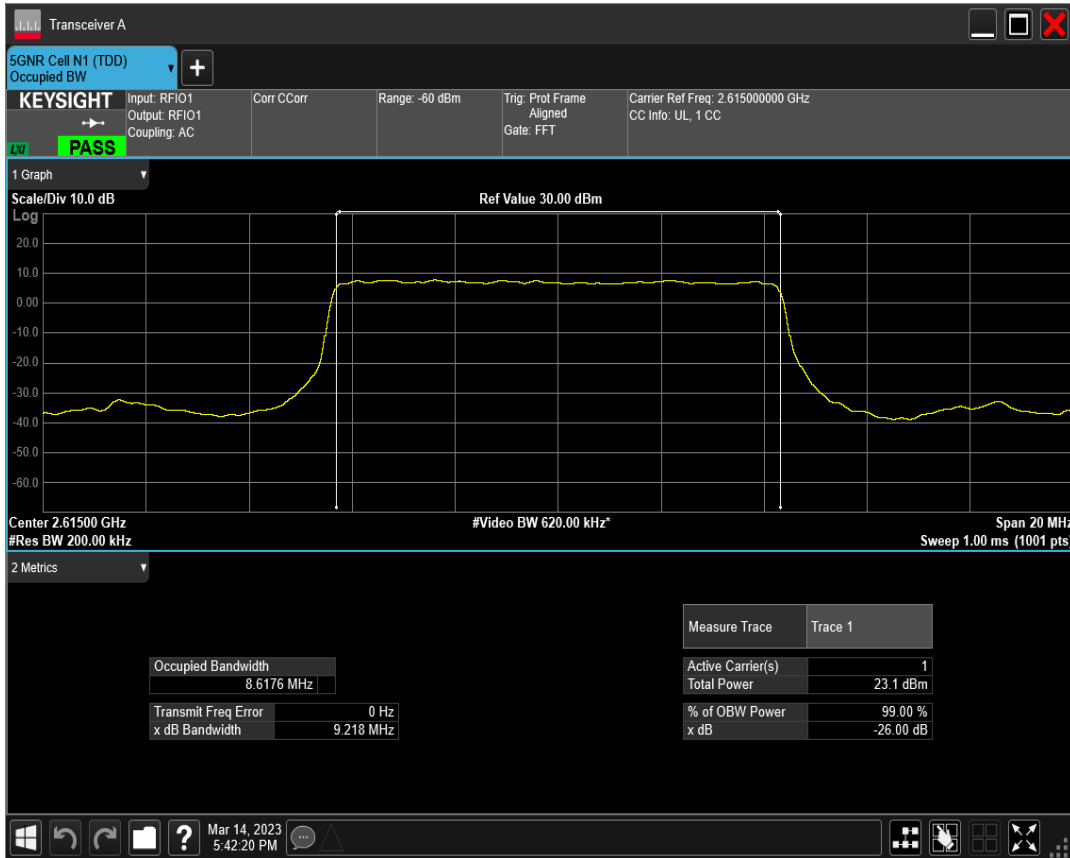 Transceiver A
5GNR Cell N1 (TDD)
Occupied BW
+
KEYSIGHT
LXI
PASS
Input: RFIO1
Output: RFIO1
Coupling: AC
Corr CCorr
Range: -60 dBm
Trig: Prot Frame
Aligned
Gate: FFT
Carrier Ref Freq: 2.615000000 GHz
CC Info: UL, 1 CC
1 Graph
Scale/Div 10.0 dB
Ref Value 30.00 dBm
Log
20.0
10.0
0.00
-10.0
-20.0
-30.0
-40.0
-50.0
-60.0
Center 2.61500 GHz
#Video BW 620.00 kHz*
Span 20 MHz
#Res BW 200.00 kHz
Sweep 1.00 ms (1001 pts)
2 Metrics
Measure Trace Trace 1
Occupied Bandwidth
8.6176 MHz
Active Carrier(s) 1
Total Power 23.1 dBm
Transmit Freq Error 0 Hz
x dB Bandwidth 9.218 MHz
% of OBW Power 99.00 %
x dB -26.00 dB
?
Mar 14, 2023
5:42:20 PM